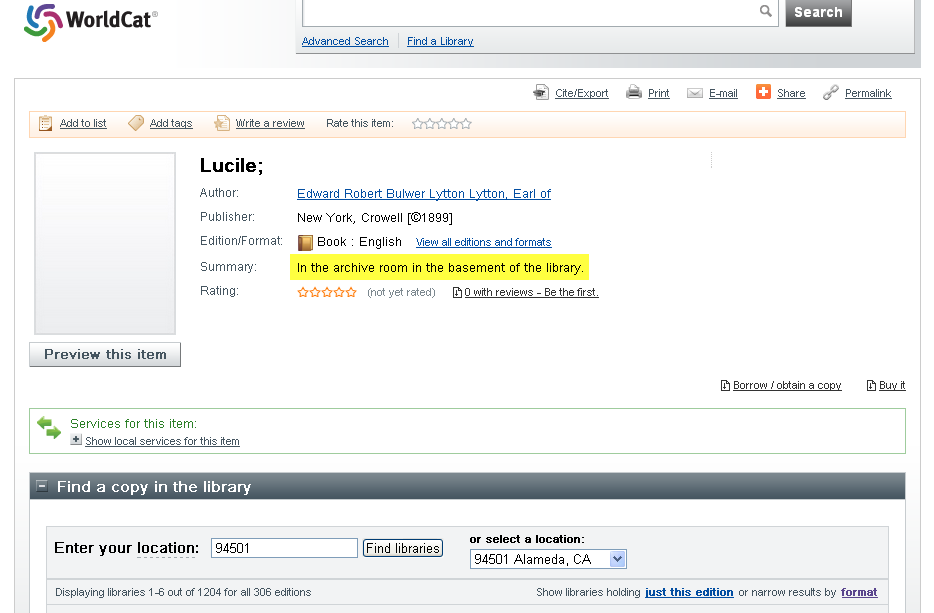 WorldCat®
Search
Advanced Search Find a Library
Cite/Export Print E-mail Share Permalink
Add to list Add tags Write a review Rate this item:
Lucile;
Author: Edward Robert Bulwer Lytton Lytton, Earl of
Publisher: New York, Crowell [©1899]
Edition/Format: Book : English View all editions and formats
Summary: In the archive room in the basement of the library.
Rating: (not yet rated) 0 with reviews - Be the first.
Preview this item
Borrow / obtain a copy Buy it
Services for this item:
Show local services for this item
Find a copy in the library
Enter your location: 94501 Find libraries
or select a location:
94501 Alameda, CA
Displaying libraries 1-6 out of 1204 for all 306 editions Show libraries holding just this edition or narrow results by format